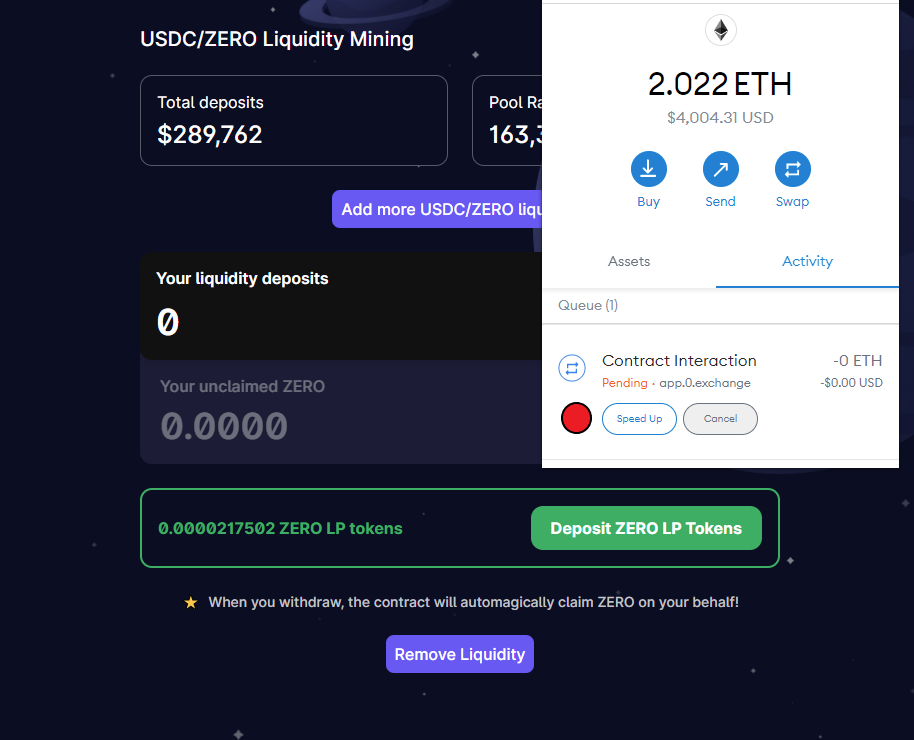 USDC/ZERO Liquidity Mining
Total deposits
$289,762
Pool Ra
163,3
Add more USDC/ZERO liqu
Your liquidity deposits
0
Your unclaimed ZERO
0.0000
0.0000217502 ZERO LP tokens
Deposit ZERO LP Tokens
When you withdraw, the contract will automagically claim ZERO on your behalf!
Remove Liquidity
2.022 ETH
$4,004.31 USD
Buy
Send
Swap
Assets
Activity
Queue (1)
Contract Interaction
-0 ETH
Pending · app.0.exchange
-$0.00 USD
Speed Up
Cancel